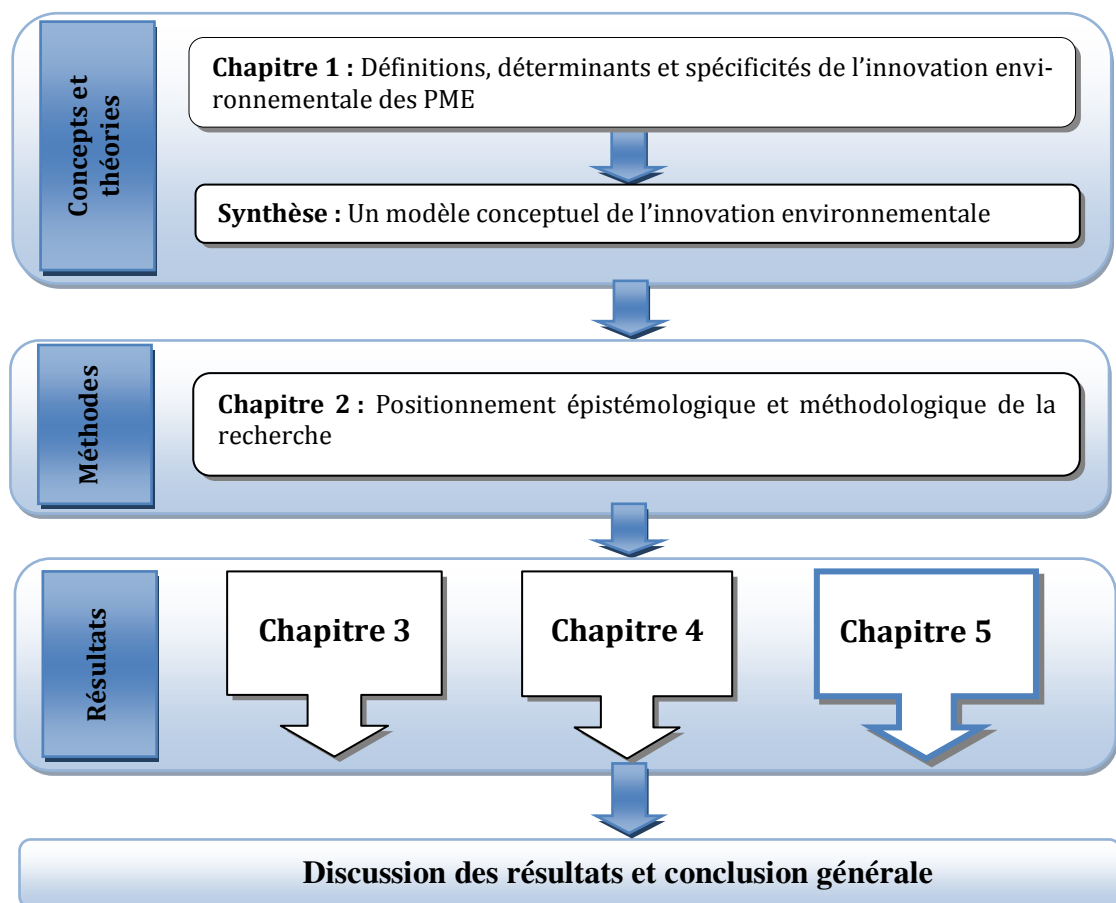 Concepts et
théories
Chapitre 1 : Définitions, déterminants et spécificités de l’innovation envi-
ronnementale des PME
Synthèse : Un modèle conceptuel de l’innovation environnementale
Méthodes
Chapitre 2 : Positionnement épistémologique et méthodologique de la
recherche
Résultats
Chapitre 3
Chapitre 4
Chapitre 5
Discussion des résultats et conclusion générale